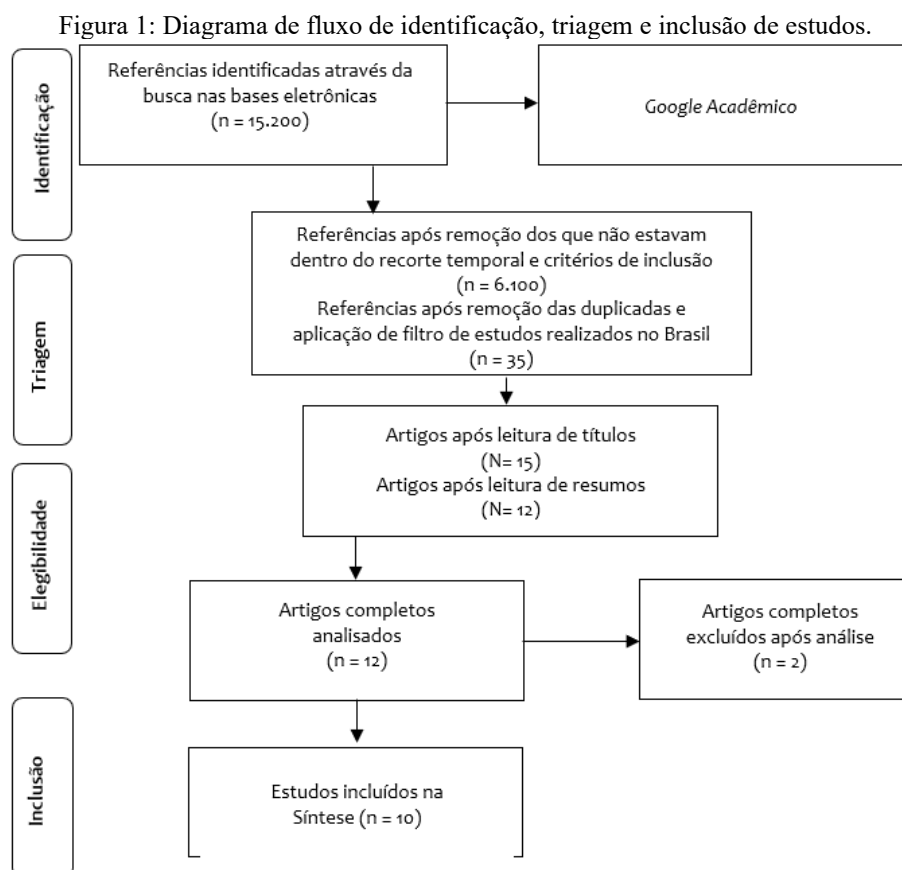 Figura 1: Diagrama de fluxo de identificação, triagem e inclusão de estudos.
Identificação
Referências identificadas através da
busca nas bases eletrônicas
(n = 15.200)
Google Acadêmico
Triagem
Referências após remoção dos que não estavam
dentro do recorte temporal e critérios de inclusão
(n = 6.100)
Referências após remoção das duplicadas e
aplicação de filtro de estudos realizados no Brasil
(n = 35)
Elegibilidade
Artigos após leitura de títulos
(N= 15)
Artigos após leitura de resumos
(N= 12)
Artigos completos
analisados
(n = 12)
Artigos completos
excluídos após análise
(n = 2)
Inclusão
Estudos incluídos na
Síntese (n = 10)